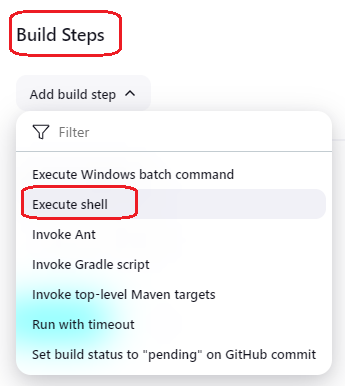 Build Steps
Add build step
Filter
Execute Windows batch command
Execute shell
Invoke Ant
Invoke Gradle script
Invoke top-level Maven targets
Run with timeout
Set build status to "pending" on GitHub commit